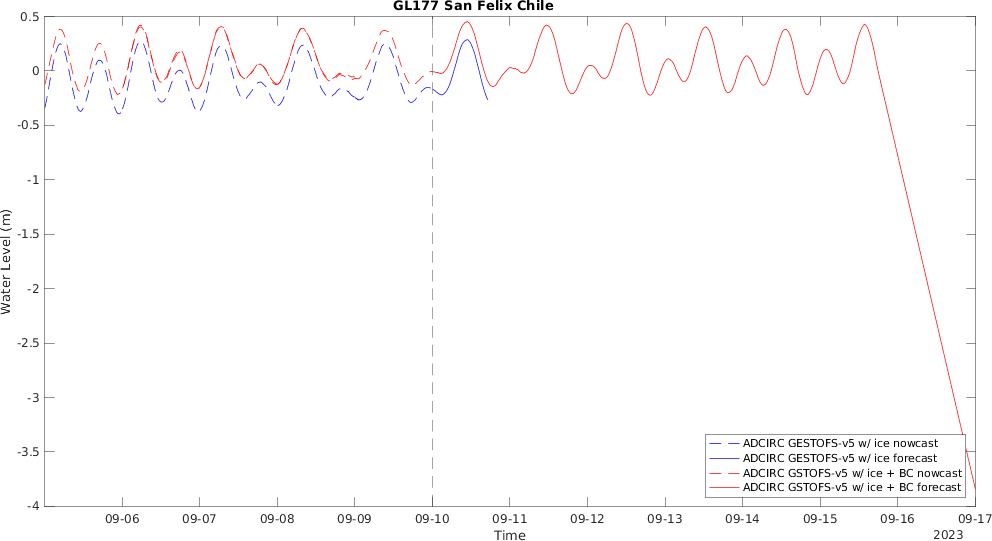 GL177 San Felix Chile
0.5
0
-0.5
-1
-1.5
-2
-2.5
-3
-3.5
-4
Water Level (m)
ADCIRC GESTOFS-v5 w/ ice nowcast
ADCIRC GESTOFS-v5 w/ ice forecast
ADCIRC GSTOFS-v5 w/ ice + BC nowcast
ADCIRC GSTOFS-v5 w/ ice + BC forecast
09-06 09-07 09-08 09-09 09-10 09-11 09-12 09-13 09-14 09-15 09-16 09-17
Time
2023